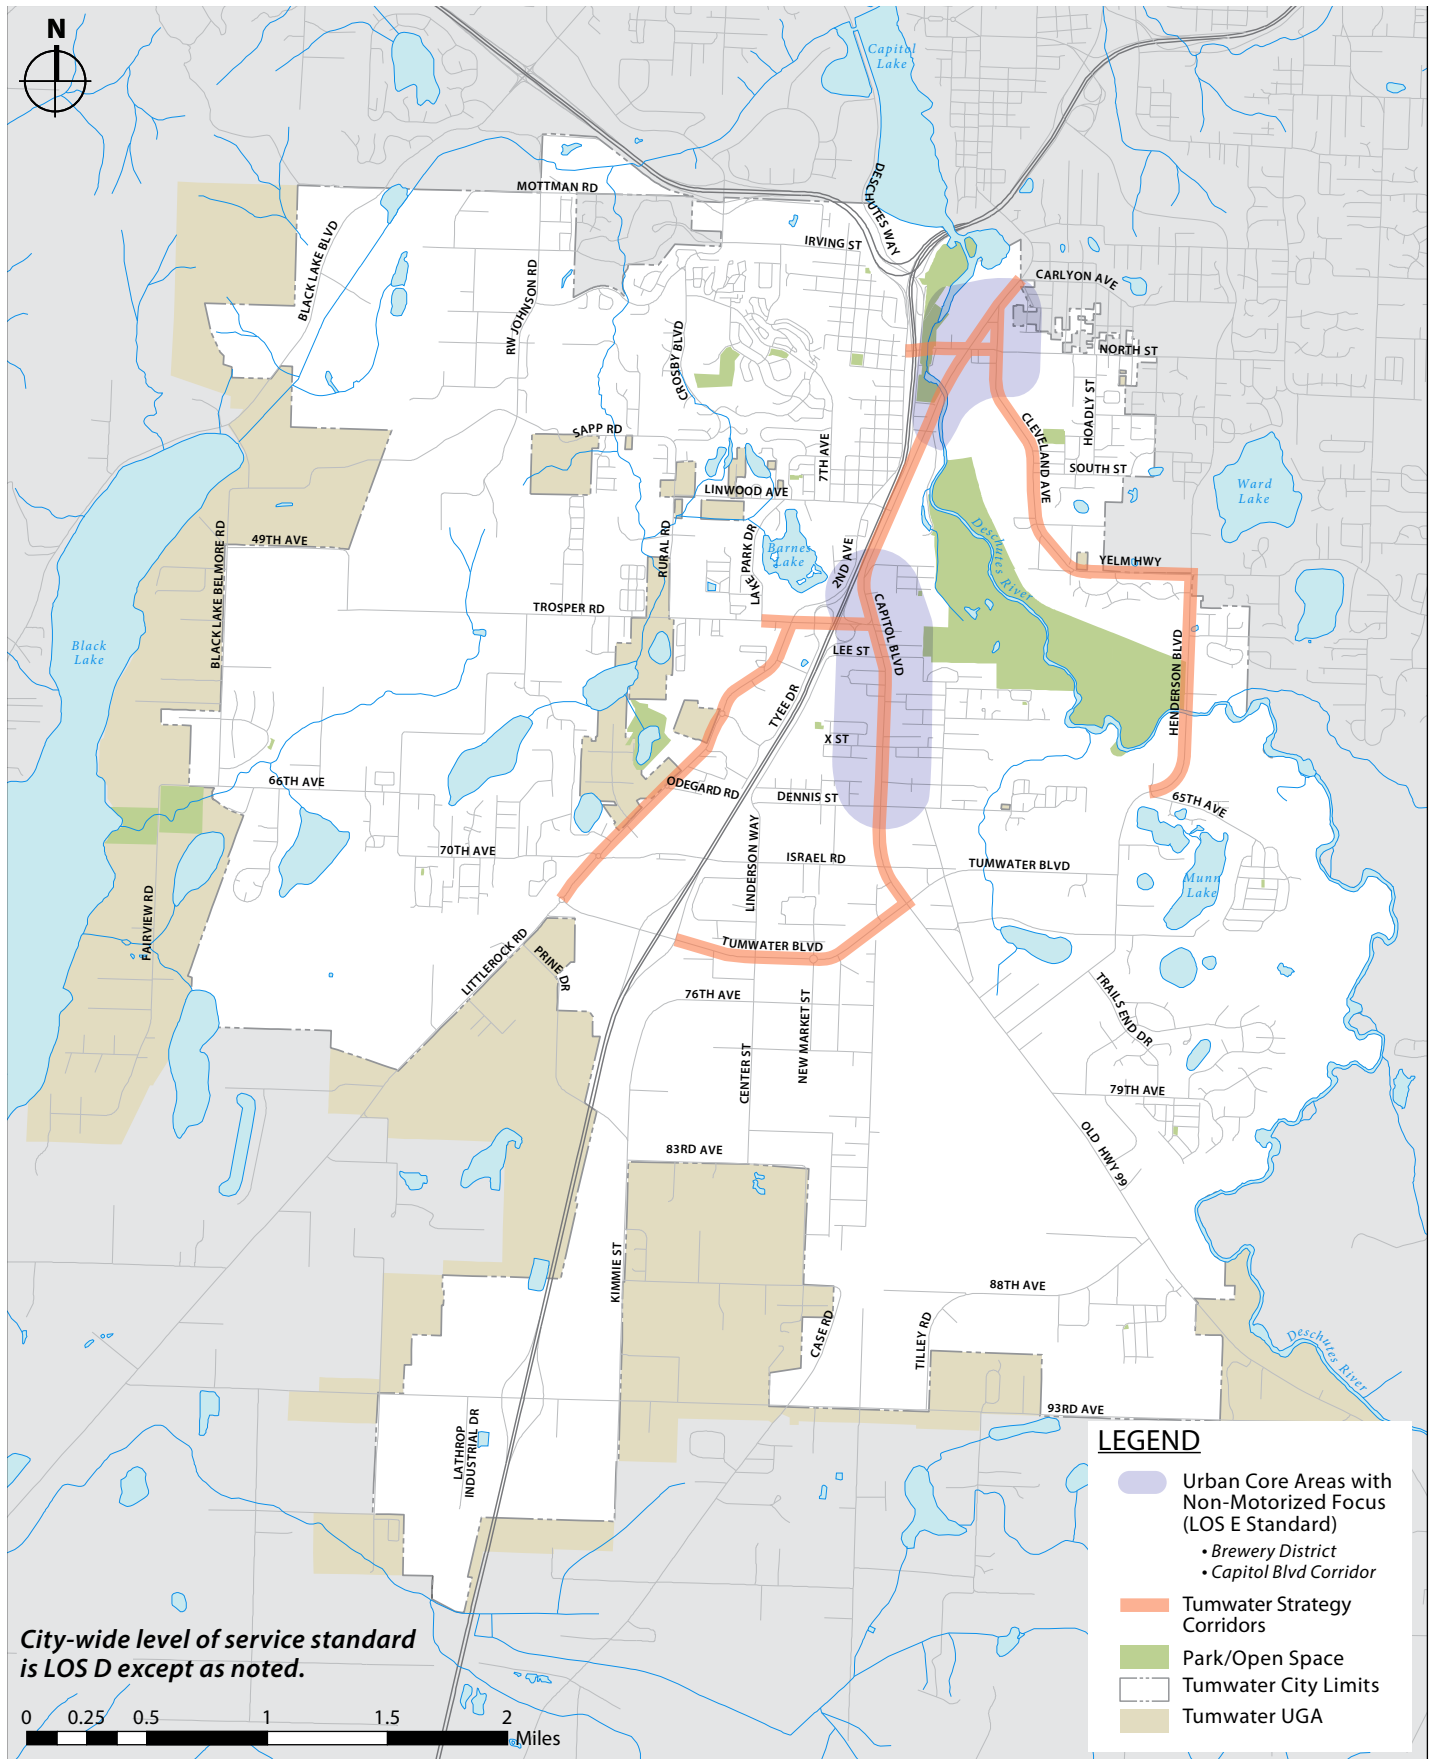 N
Capitol
Lake
DESCHUTES WAY
MOTTMAN RD
IRVING ST
BLACK LAKE BLVD
CARLYON AVE
RW JOHNSON RD
CROSBY BLVD
NORTH ST
HOADLY ST
CLEVELAND AVE
SAPP RD
7TH AVE
SOUTH ST
LINWOOD AVE
Ward
Lake
Deschutes River
49TH AVE
BLACK LAKE BELMORE RD
RURAL RD
LAKE PARK DR
Barnes
Lake
2ND AVE
YELM HWY
TROSPER RD
CAPITOL BLVD
Black
Lake
LEE ST
HENDERSON BLVD
TYEE DR
X ST
66TH AVE
ODEGARD RD
DENNIS ST
65TH AVE
70TH AVE
LINDERSON WAY
ISRAEL RD
TUMWATER BLVD
Munn
Lake
FAIRVIEW RD
LITTLEROCK RD
PRINE DR
TUMWATER BLVD
76TH AVE
NEW MARKET ST
TRAILS END DR
CENTER ST
79TH AVE
OLD HWY 99
83RD AVE
KIMMIE ST
88TH AVE
CASE RD
TILLEY RD
Deschutes River
93RD AVE
LATHROP
INDUSTRIAL DR
LEGEND
Urban Core Areas with
Non-Motorized Focus
(LOS E Standard)
• Brewery District
• Capitol Blvd Corridor
Tumwater Strategy
Corridors
Park/Open Space
Tumwater City Limits
Tumwater UGA
City-wide level of service standard
is LOS D except as noted.
0 0.25 0.5 1 1.5 2
Miles